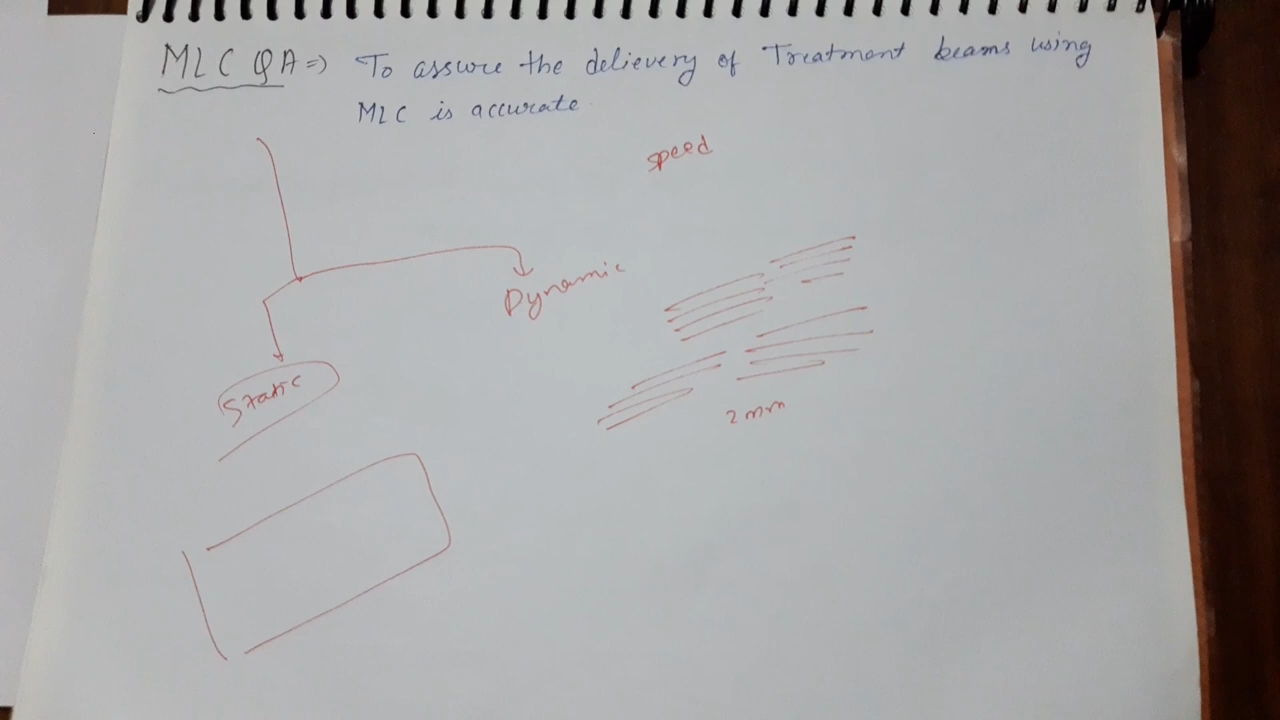 MLC QA => To assure the delievery of Treatment beams using
MLC is accurate.
speed
Dynamic
Static
2 mm